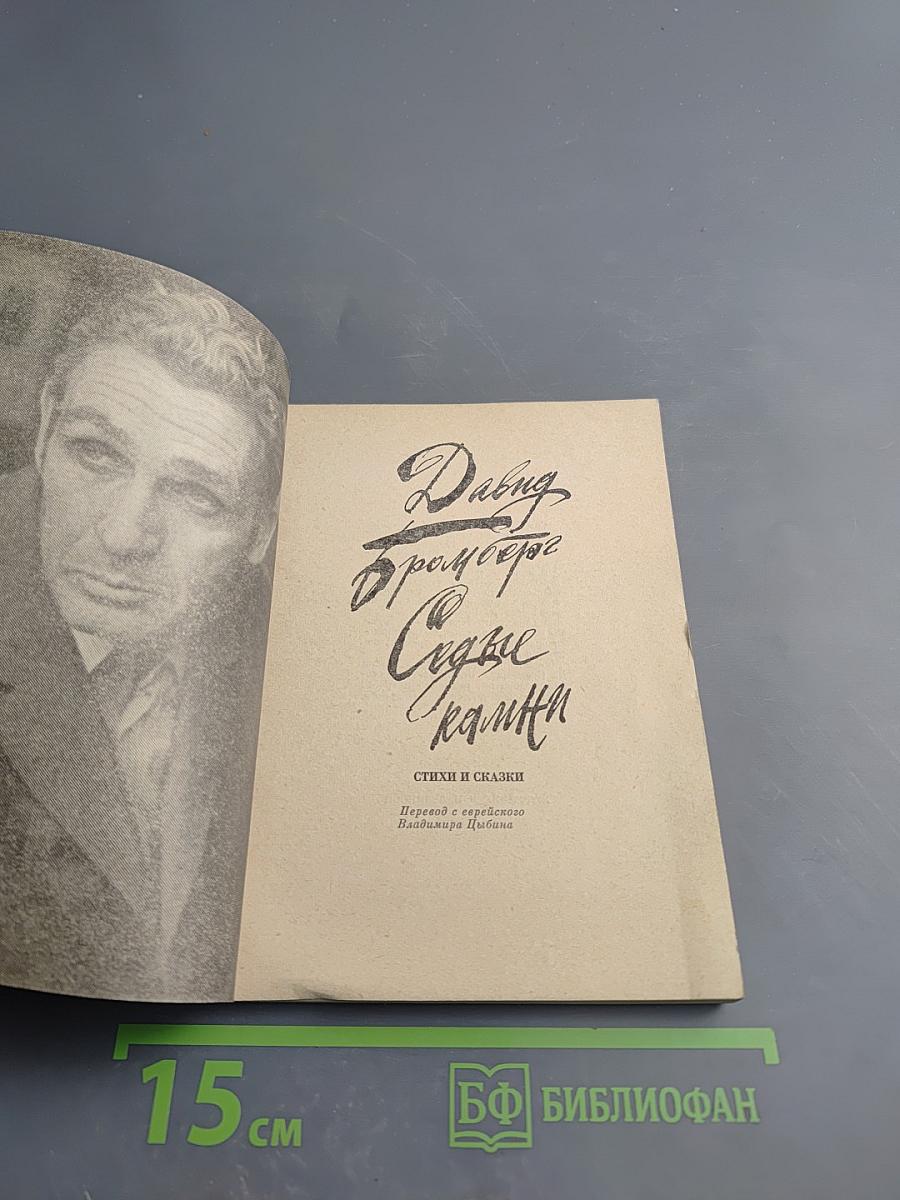 Давид
Бромберг
Седые
камни
СТИХИ И СКАЗКИ
Перевод с еврейского
Владимира Цыбина
15 см
БФ БИБЛИОФАН